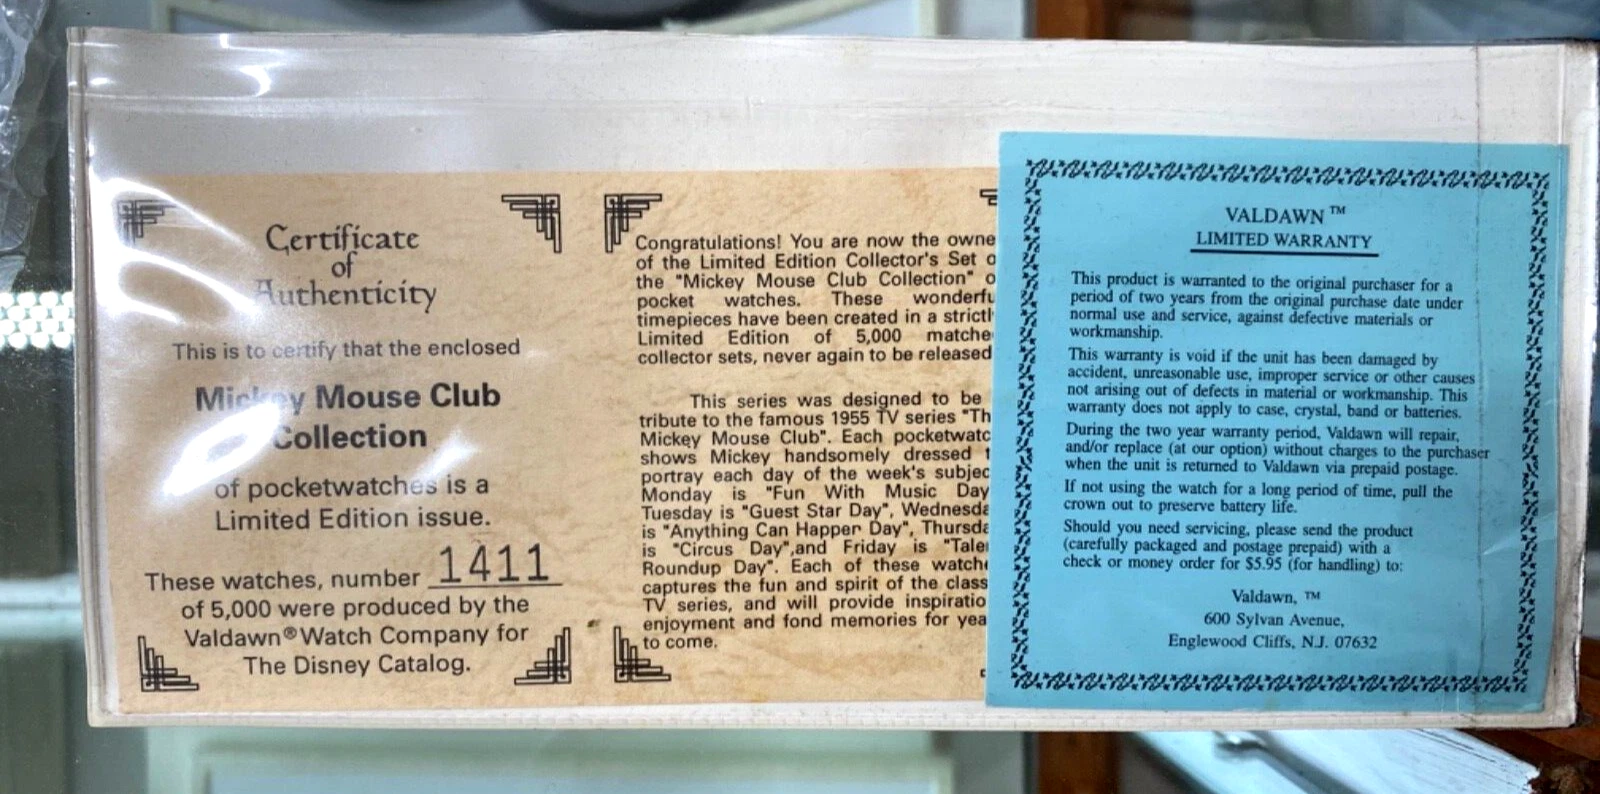 Certificate
of
Authenticity
This is to certify that the enclosed
Mickey Mouse Club
Collection
of pocketwatches is a
Limited Edition issue.
These watches, number 1411
of 5,000 were produced by the
Valdawn® Watch Company for
The Disney Catalog.
Congratulations! You are now the owne
of the Limited Edition Collector's Set o
the "Mickey Mouse Club Collection" o
pocket watches. These wonderfu
timepieces have been created in a strictl
Limited Edition of 5,000 matche
collector sets, never again to be released
This series was designed to be
tribute to the famous 1955 TV series "Th
Mickey Mouse Club". Each pocketwatc
shows Mickey handsomely dressed t
portray each day of the week's subjec
Monday is "Fun With Music Day
Tuesday is "Guest Star Day", Wednesda
is "Anything Can Happer Day", Thursda
is "Circus Day",and Friday is "Tale
Roundup Day". Each of these watche
captures the fun and spirit of the class
TV series, and will provide inspiratio
enjoyment and fond memories for yea
to come.
VALDAWN ™
LIMITED WARRANTY
This product is warranted to the original purchaser for a
period of two years from the original purchase date under
normal use and service, against defective materials or
workmanship.
This warranty is void if the unit has been damaged by
accident, unreasonable use, improper service or other causes
not arising out of defects in material or workmanship. This
warranty does not apply to case, crystal, band or batteries.
During the two year warranty period, Valdawn will repair,
and/or replace (at our option) without charges to the purchaser
when the unit is returned to Valdawn via prepaid postage.
If not using the watch for a long period of time, pull the
crown out to preserve battery life.
Should you need servicing, please send the product
(carefully packaged and postage prepaid) with a
check or money order for $5.95 (for handling) to:
Valdawn, ™
600 Sylvan Avenue,
Englewood Cliffs, N.J. 07632